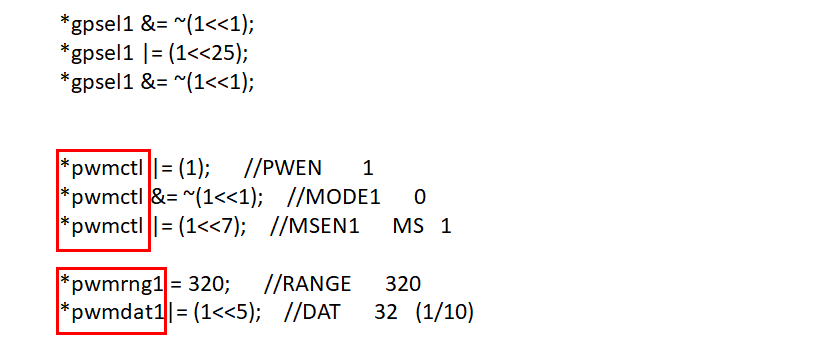 *gpsel1 &= ~(1<<1);
*gpsel1 |= (1<<25);
*gpsel1 &= ~(1<<1);
*pwmctl |= (1); //PWEN 1
*pwmctl &= ~(1<<1); //MODE1 0
*pwmctl |= (1<<7); //MSEN1 MS 1
*pwmrng1 = 320; //RANGE 320
*pwmdat1|= (1<<5); //DAT 32 (1/10)